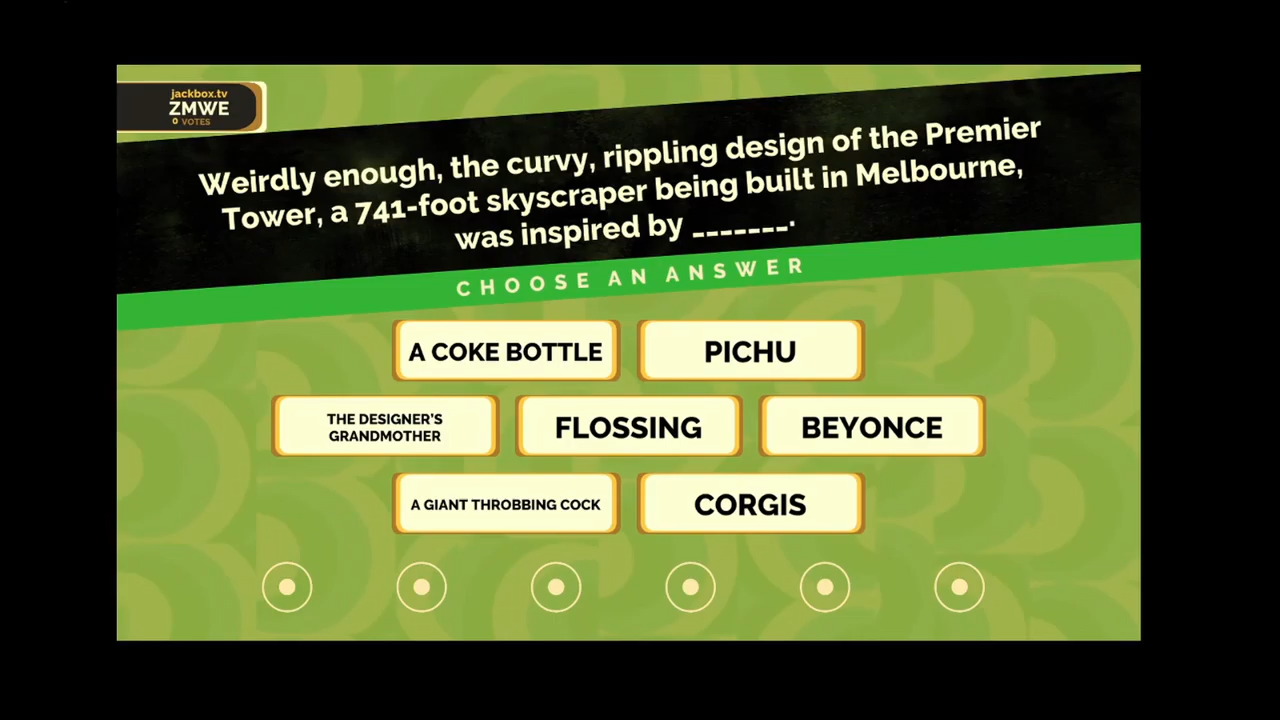 jackbox.tv
ZMWE
0 VOTES
Weirdly enough, the curvy, rippling design of the Premier
Tower, a 741-foot skyscraper being built in Melbourne,
was inspired by _______.
CHOOSE AN ANSWER
A COKE BOTTLE
PICHU
THE DESIGNER'S
GRANDMOTHER
FLOSSING
BEYONCE
A GIANT THROBBING COCK
CORGIS